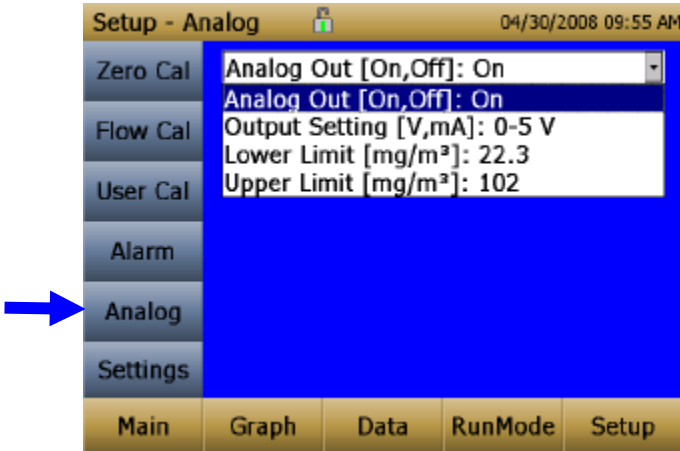 Setup - Analog 04/30/2008 09:55 AM
Zero Cal
Flow Cal
User Cal
Alarm
Analog
Settings
Analog Out [On,Off]: On
Analog Out [On,Off]: On
Output Setting [V,mA]: 0-5 V
Lower Limit [mg/m³]: 22.3
Upper Limit [mg/m³]: 102
Main Graph Data RunMode Setup